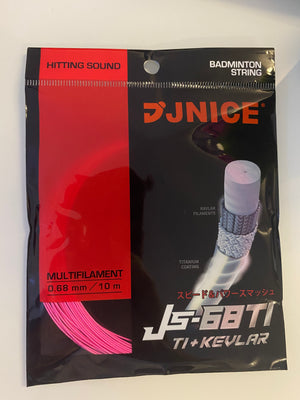 HITTING SOUND
BADMINTON
STRING
JNICE®
KEVLAR
FILAMENTS
TITANIUM
COATING
MULTIFILAMENT
0.68 mm/10 m
スピード&パワースマッシュ
JS-68Ti
Ti+KEVLAR